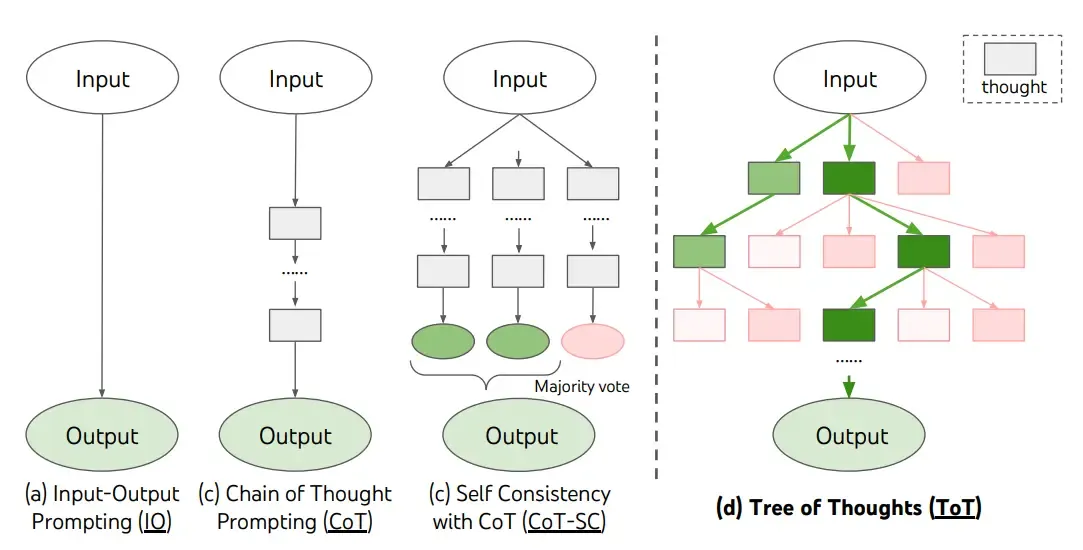 Input
Input
Input
Input
thought
......
......
......
......
......
Majority vote
Output
Output
Output
Output
(a) Input-Output
Prompting (IO)
(c) Chain of Thought
Prompting (CoT)
(c) Self Consistency
with CoT (CoT-SC)
(d) Tree of Thoughts (ToT)